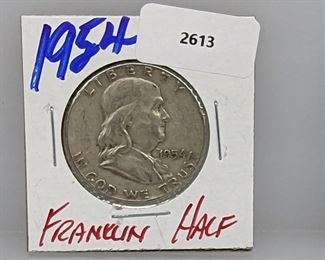 1954
2613
LIBERTY
1954
IN GOD WE TRUST
FRANKLIN HALF